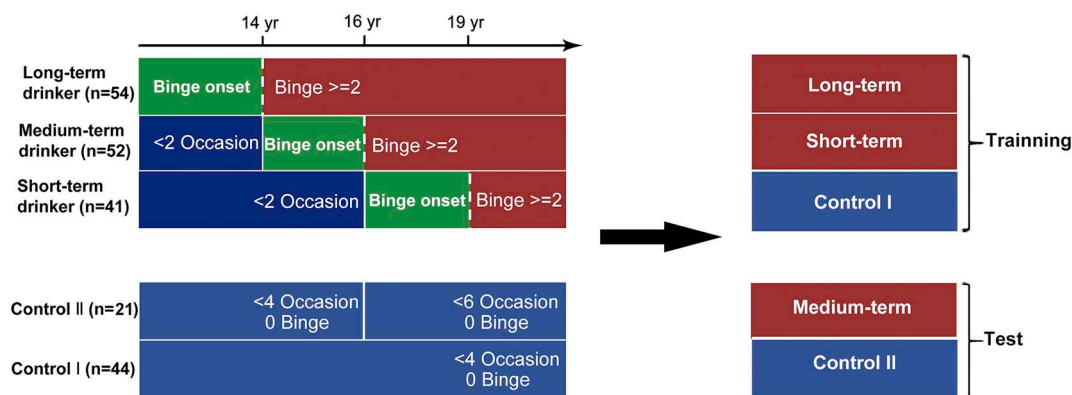 14 yr 16 yr 19 yr
Long-term
drinker (n=54)
Binge onset
Binge >=2
Medium-term
drinker (n=52)
<2 Occasion
Binge onset
Binge >=2
Short-term
drinker (n=41)
<2 Occasion
Binge onset
Binge >=2
Control II (n=21)
<4 Occasion
0 Binge
<6 Occasion
0 Binge
Control I (n=44)
<4 Occasion
0 Binge
Long-term
Short-term
Control I
Trainning
Medium-term
Control II
Test